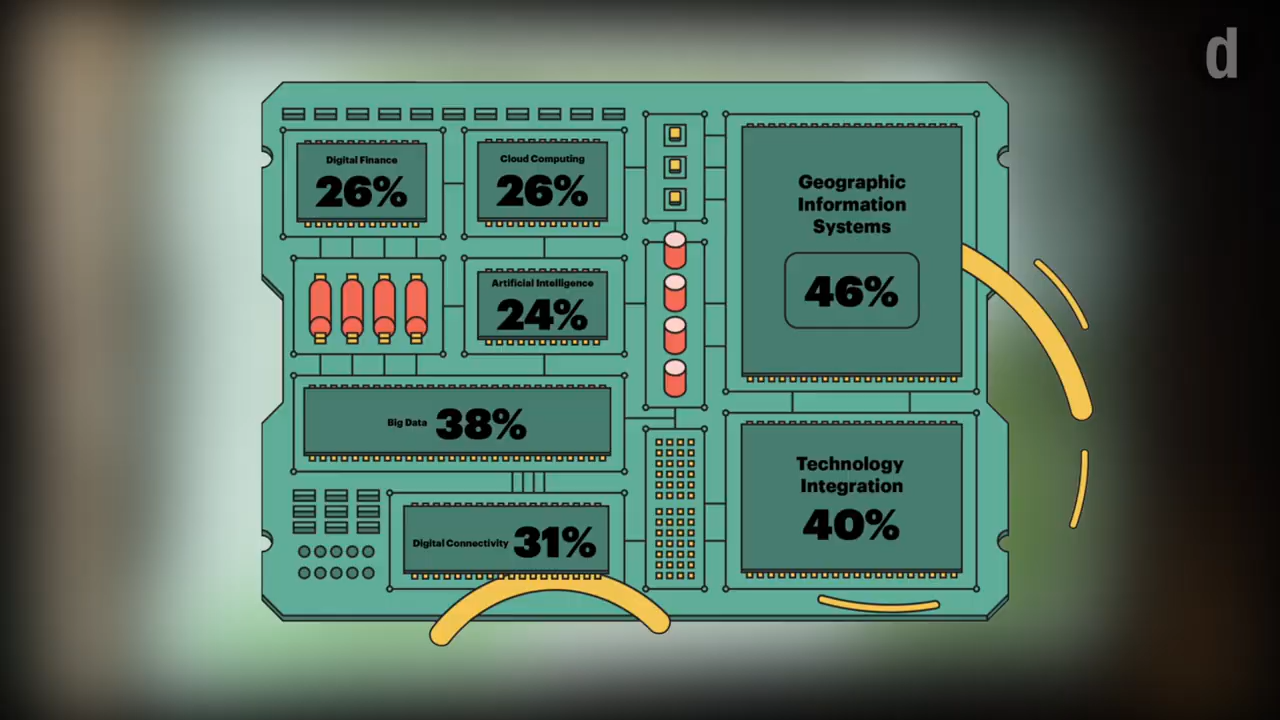 d
Digital Finance
26%
Cloud Computing
26%
Geographic
Information
Systems
46%
Artificial Intelligence
24%
Big Data 38%
Technology
Integration
40%
Digital Connectivity 31%